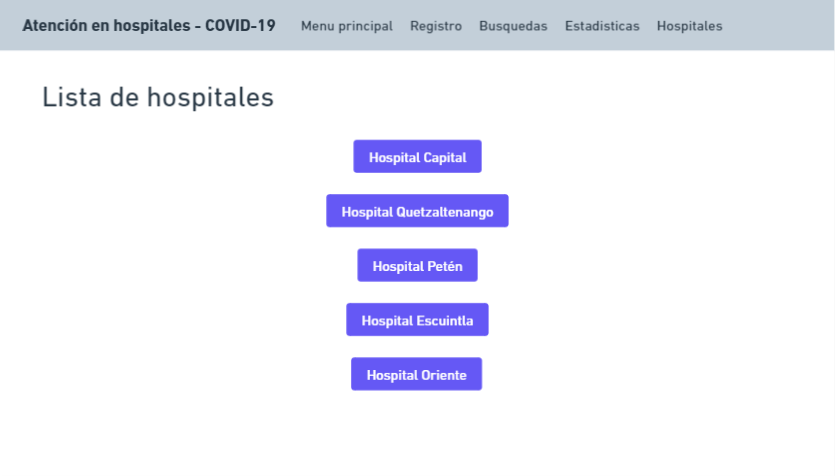 Atención en hospitales - COVID-19 Menu principal Registro Busquedas Estadisticas Hospitales
Lista de hospitales
Hospital Capital
Hospital Quetzaltenango
Hospital Petén
Hospital Escuintla
Hospital Oriente